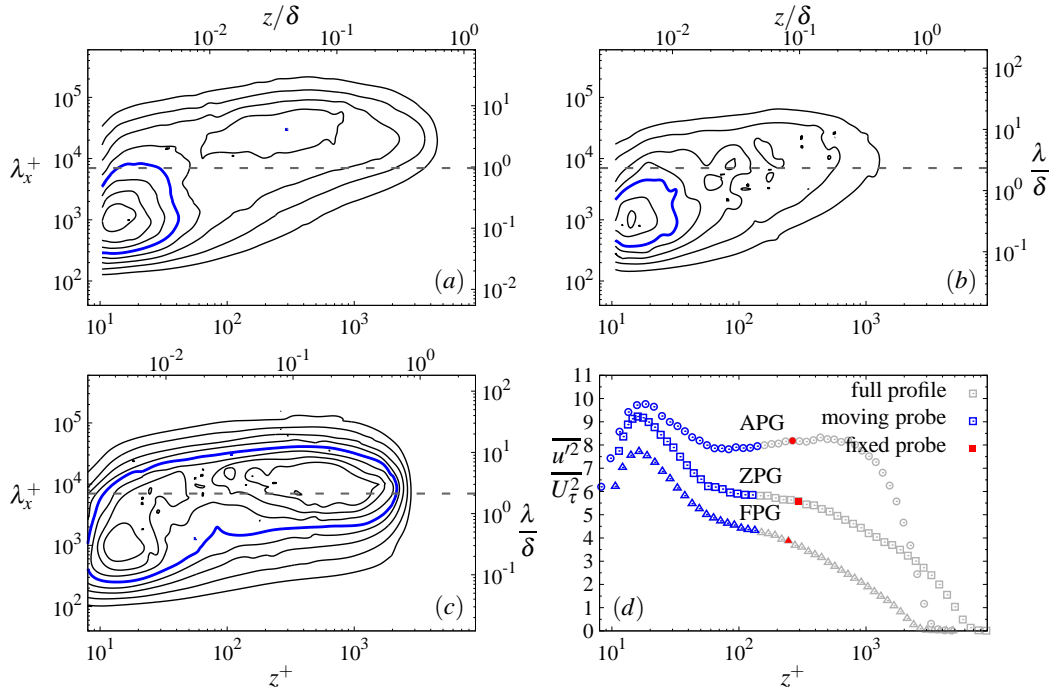 z/δ z/δ
10^-2 10^-1 10^0 10^-2 10^-1 10^0
10^5 10^1 10^5 10^2
λ_x^+ 10^4 10^0 10^4 10^1 λ/δ
10^3 10^-1 10^3 10^0
10^2 (a) 10^-2 10^2 (b) 10^-1
10^1 10^2 10^3 10^1 10^2 10^3
10^-2 10^-1 10^0
10^5 10^2
λ_x^+ 10^4 10^1
10^3 10^0 λ/δ
10^2 (c) 10^-1
10^1 10^2 10^3
z^+
11
10
9
8
7
6
5
4
3
2
1
0
\overline{u'^2}/U_τ^2
full profile
moving probe
fixed probe
APG
ZPG
FPG
(d)
10^1 10^2 10^3
z^+